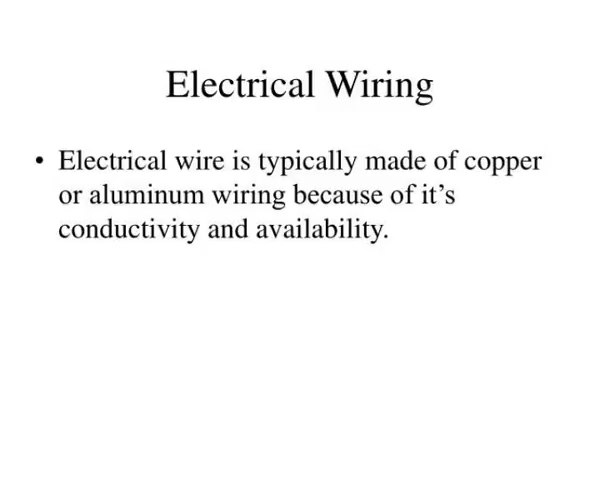 Electrical Wiring
• Electrical wire is typically made of copper
or aluminum wiring because of it’s
conductivity and availability.